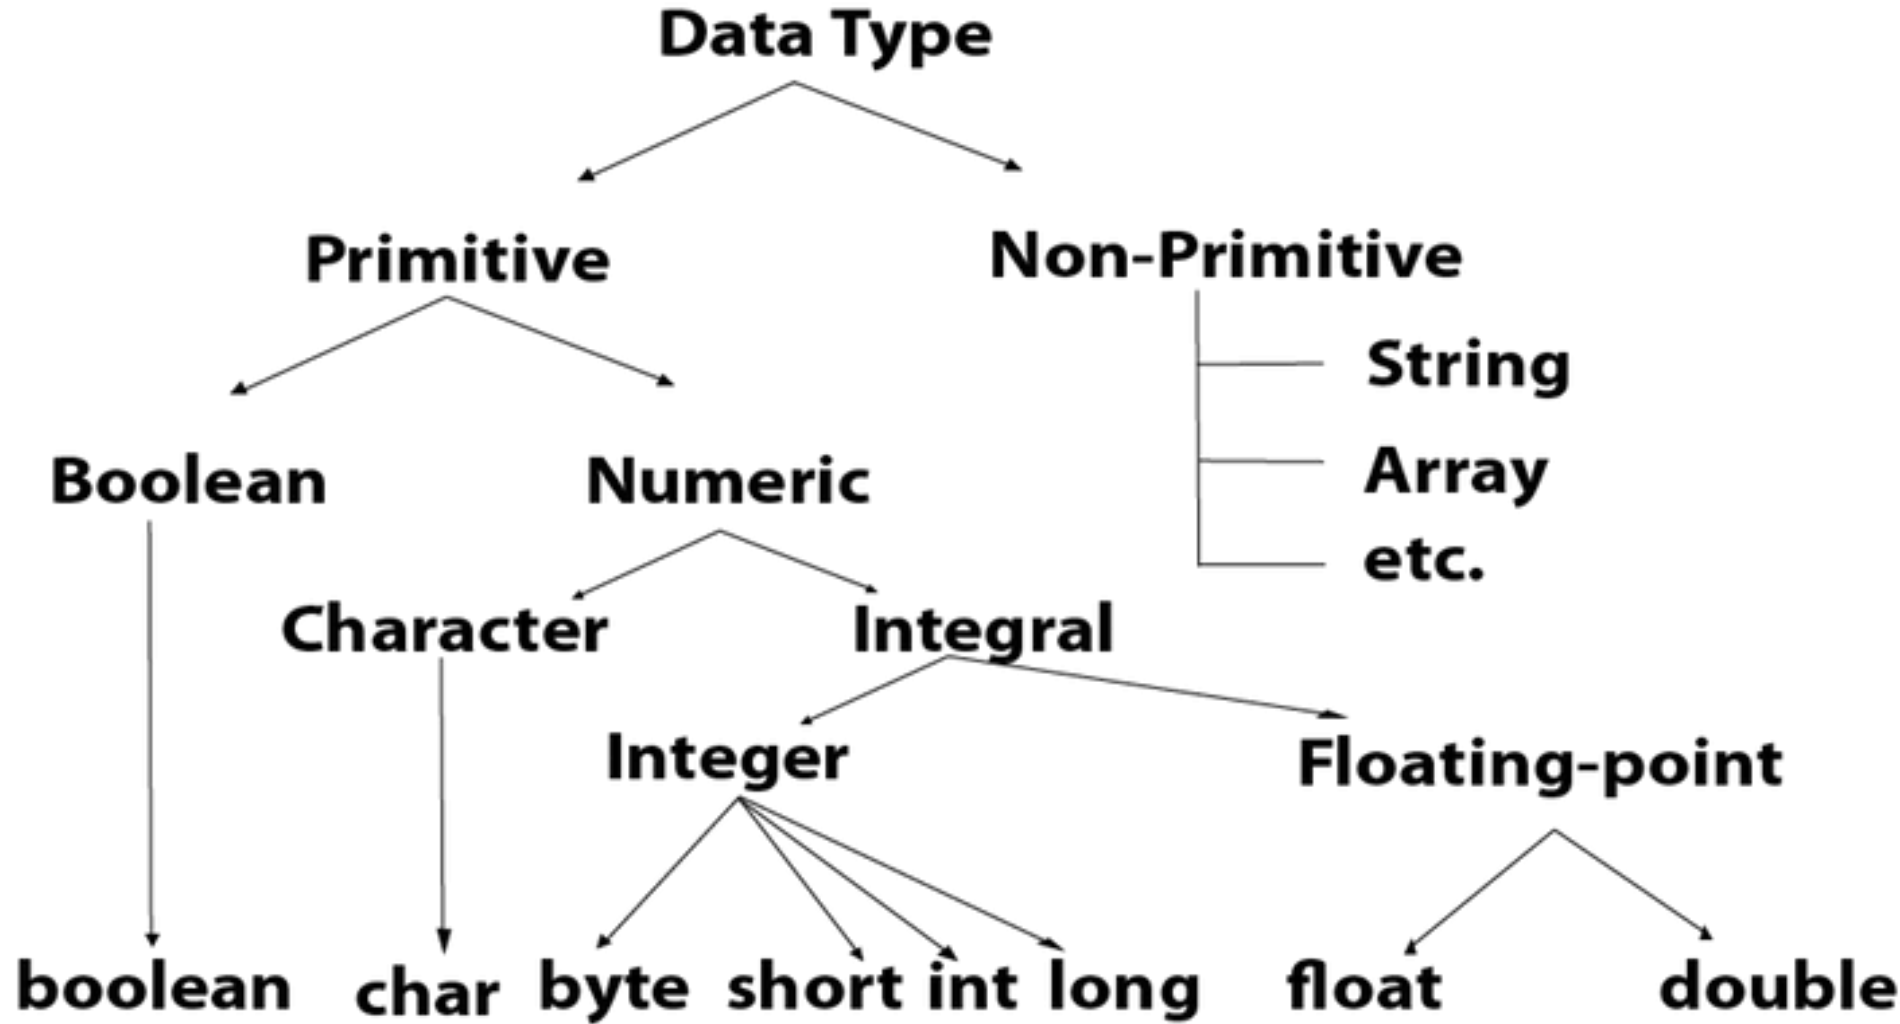 Data Type
Primitive
Non-Primitive
String
Array
etc.
Boolean
Numeric
Character
Integral
Integer
Floating-point
boolean
char
byte
short
int
long
float
double